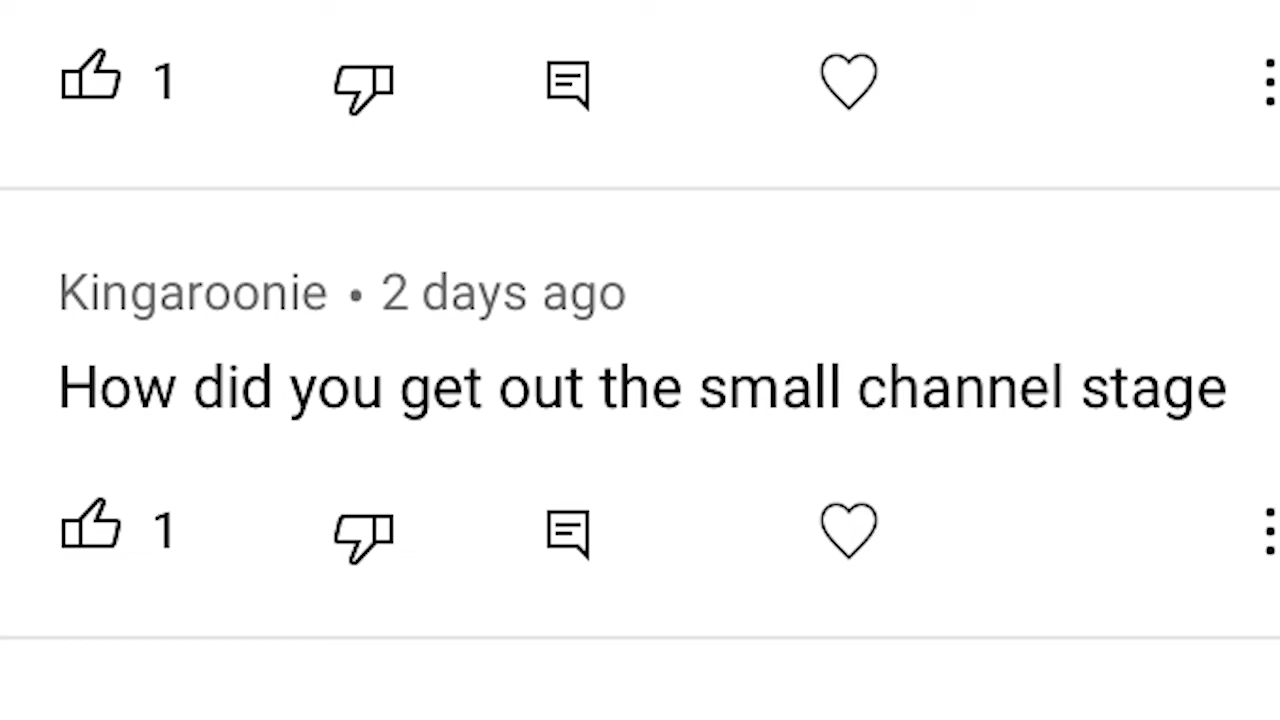 1
Kingaroonie • 2 days ago
How did you get out the small channel stage
1